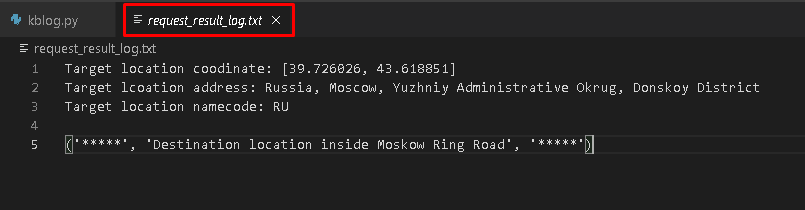 kblog.py
request_result_log.txt
request_result_log.txt
1 Target location coodinate: [39.726026, 43.618851]
2 Target lcoation address: Russia, Moscow, Yuzhniy Administrative Okrug, Donskoy District
3 Target location namecode: RU
4
5 ('*****', 'Destination location inside Moskow Ring Road', '*****')